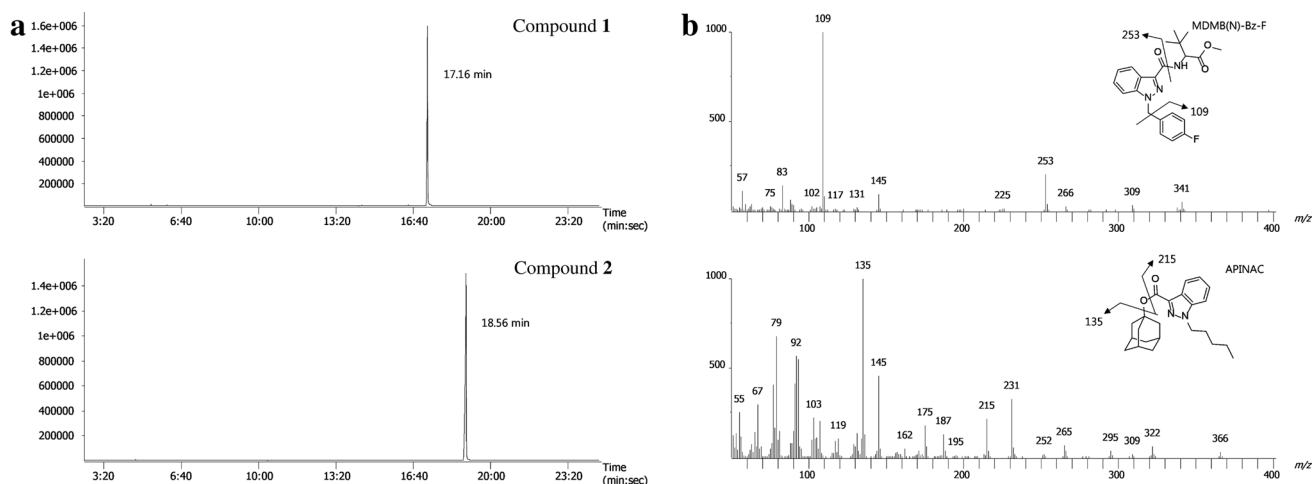 a
Compound 1
1.6e+006
1.4e+006
1.2e+006
1e+006
800000
600000
400000
200000
17.16 min
3:20
6:40
10:00
13:20
16:40
20:00
23:20
Time
(min:sec)
Compound 2
1.4e+006
1.2e+006
1e+006
800000
600000
400000
200000
18.56 min
3:20
6:40
10:00
13:20
16:40
20:00
23:20
Time
(min:sec)
b
1000
500
57
75
83
102
109
117
131
145
225
253
266
309
341
100
200
300
400
m/z
MDMB(N)-Bz-F
253
O
NH
O
O
N
N
109
F
1000
500
55
67
79
92
103
119
135
145
162
175
187
195
215
231
252
265
295
309
322
366
100
200
300
400
m/z
APINAC
215
O
O
N
N
135